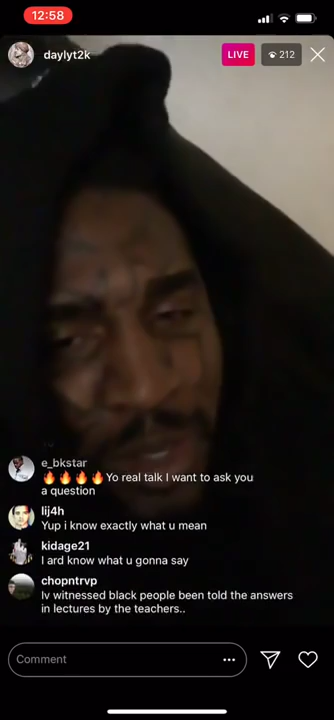 12:58
daylyt2k
LIVE
212
e_bkstar
🔥🔥🔥🔥Yo real talk I want to ask you
a question
lij4h
Yup i know exactly what u mean
kidage21
I ard know what u gonna say
chopntrvp
Iv witnessed black people been told the answers
in lectures by the teachers..
Comment